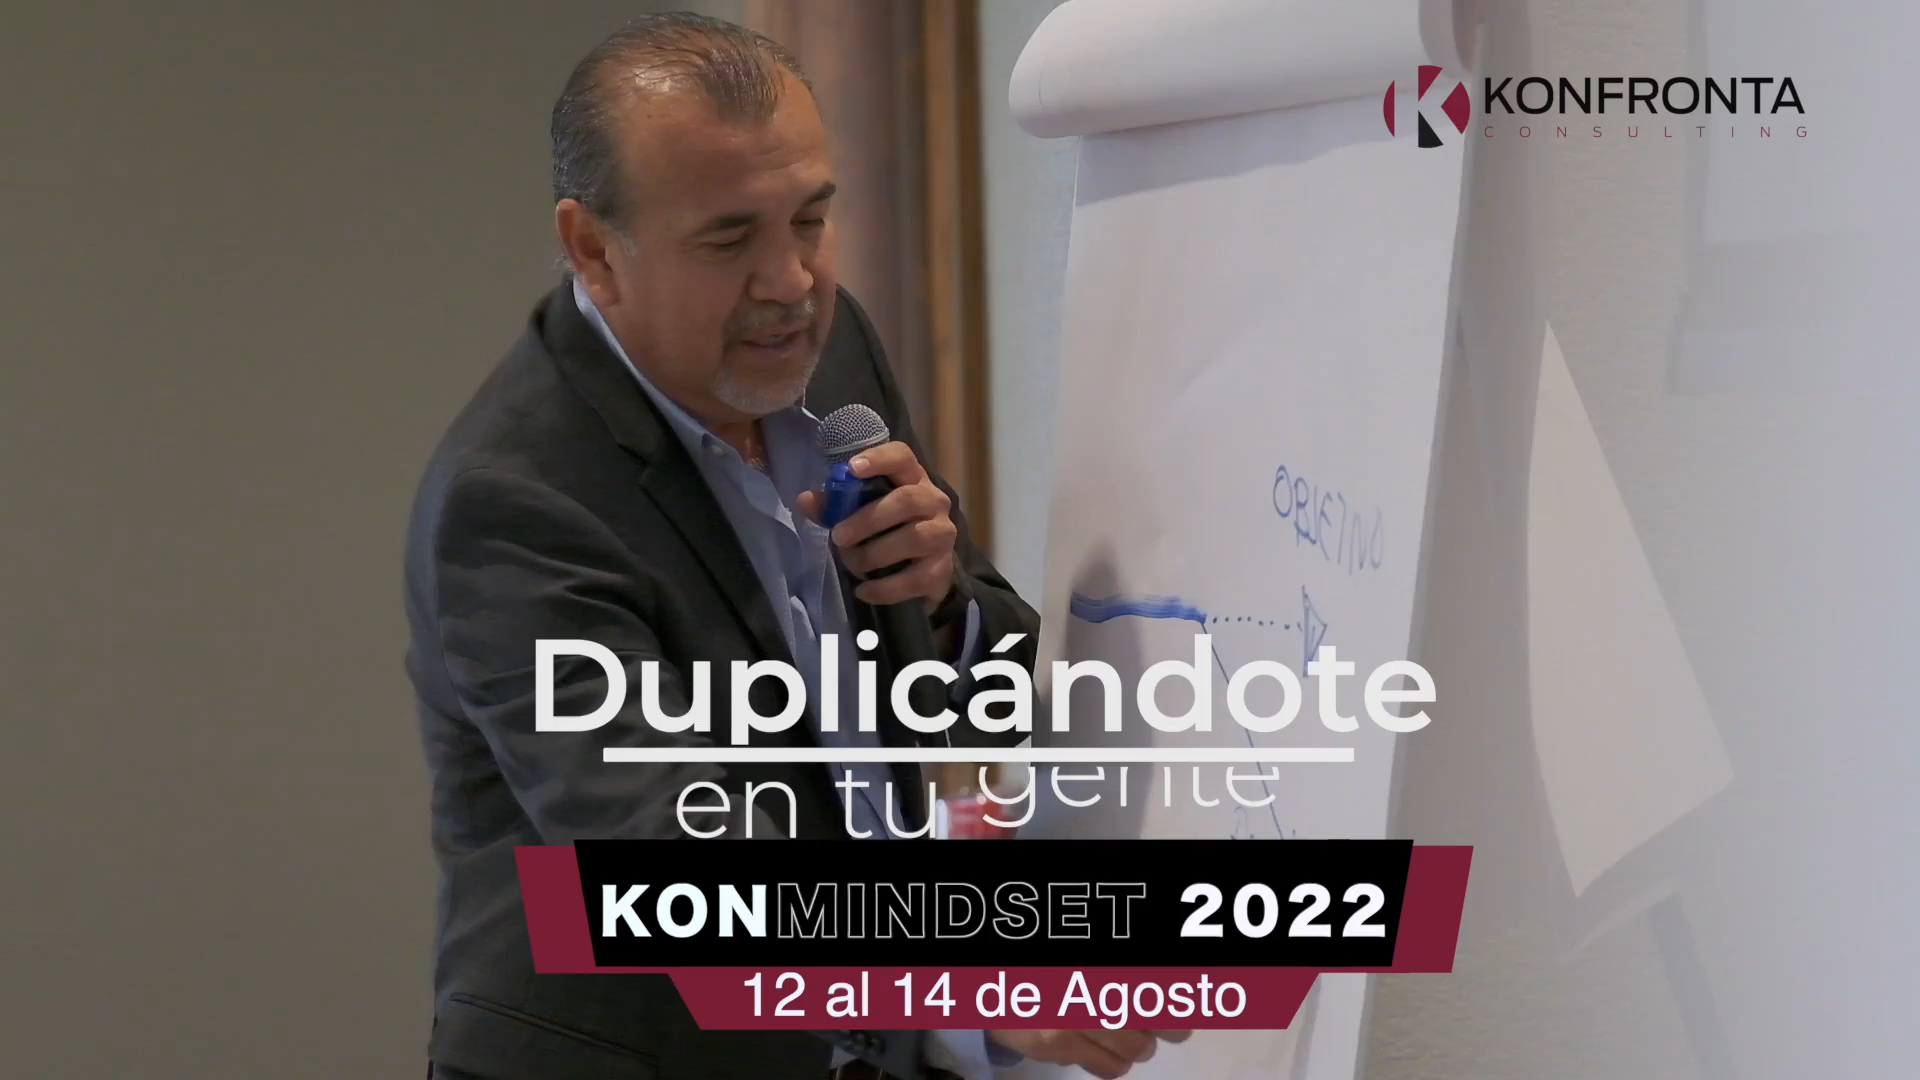 KONFRONTA
CONSULTING
OBJETIVO
Duplicándote
en tu gente
KONMINDSET 2022
12 al 14 de Agosto